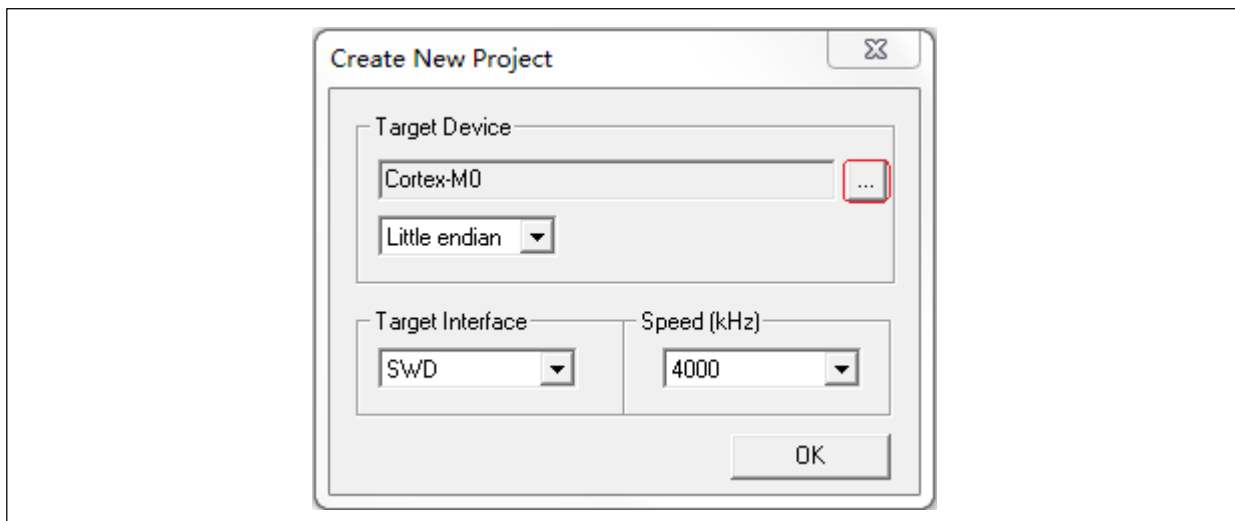 Create New Project
Target Device
Cortex-M0
...
Little endian
Target Interface
Speed (kHz)
SWD
4000
OK